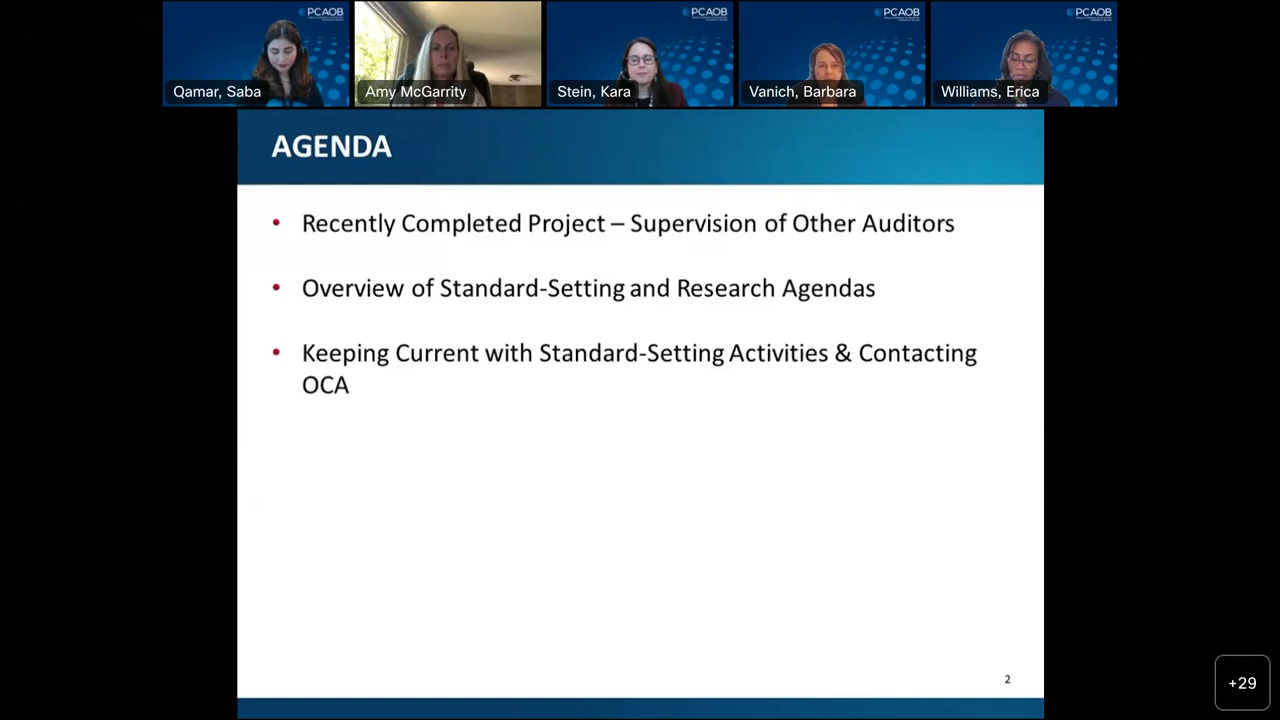 PCAOB
PCAOB
PCAOB
PCAOB
Qamar, Saba
Amy McGarrity
Stein, Kara
Vanich, Barbara
Williams, Erica
AGENDA
• Recently Completed Project – Supervision of Other Auditors
• Overview of Standard-Setting and Research Agendas
• Keeping Current with Standard-Setting Activities & Contacting
OCA
2
+29